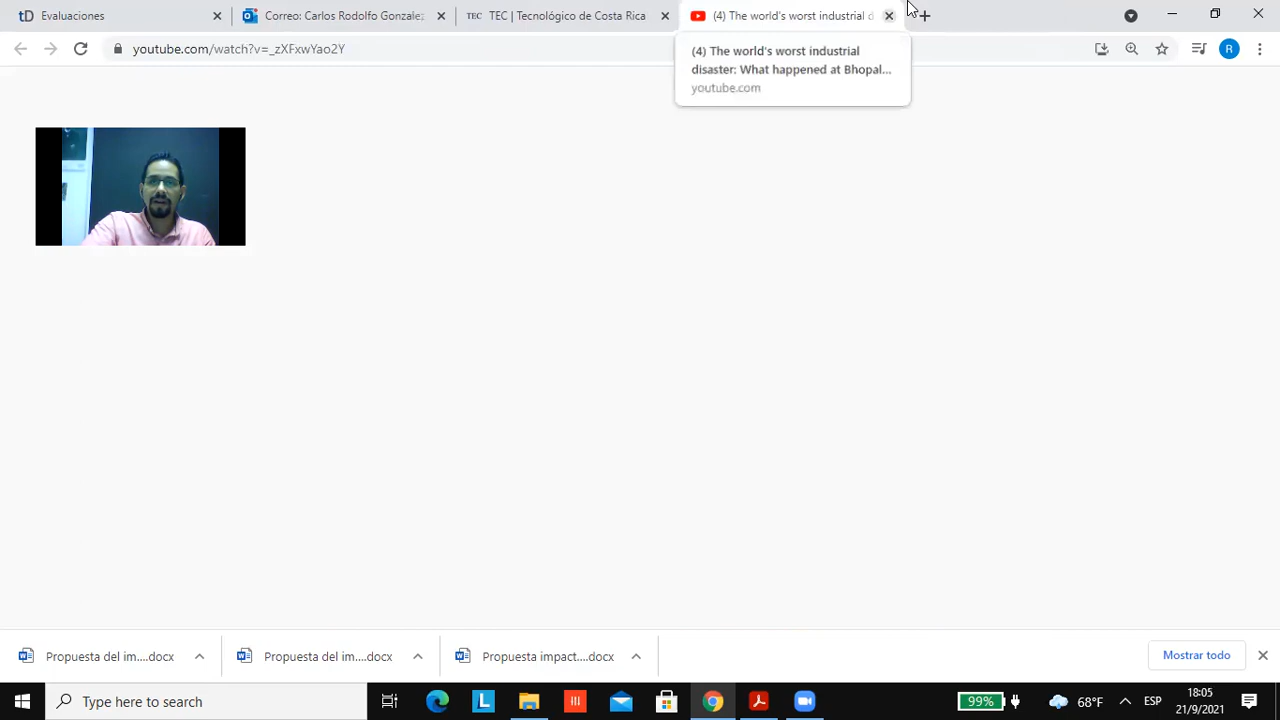 tD Evaluaciones
Correo: Carlos Rodolfo Gonzalez
TEC TEC | Tecnológico de Costa Rica
(4) The world's worst industrial d
youtube.com/watch?v=_zXFxwYao2Y
R
(4) The world's worst industrial
disaster: What happened at Bhopal...
youtube.com
Propuesta del im....docx
Propuesta del im....docx
Propuesta impact....docx
Mostrar todo
Type here to search
L
99%
68°F
ESP
18:05
21/9/2021